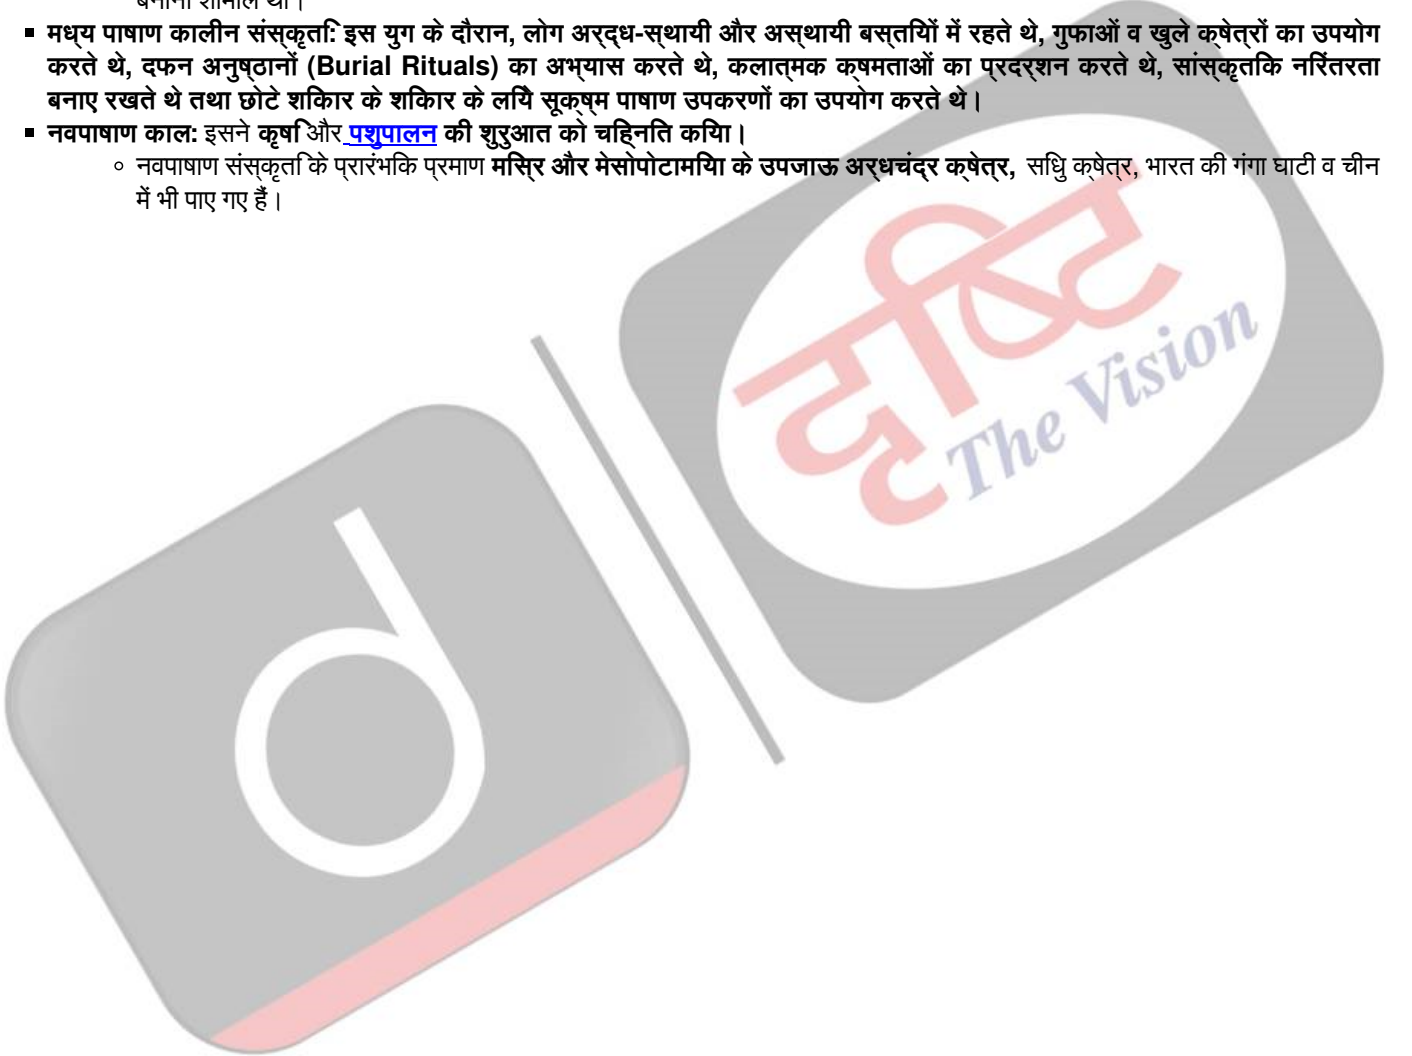 बनाना शामिल था।
▪ मध्य पाषाण कालीन संस्कृति: इस युग के दौरान, लोग अर्द्ध-स्थायी और अस्थायी बस्तियों में रहते थे, गुफाओं व खुले क्षेत्रों का उपयोग
करते थे, दफन अनुष्ठानों (Burial Rituals) का अभ्यास करते थे, कलात्मक क्षमताओं का प्रदर्शन करते थे, सांस्कृतिक निरंतरता
बनाए रखते थे तथा छोटे शिकार के शिकार के लिये सूक्ष्म पाषाण उपकरणों का उपयोग करते थे।
▪ नवपाषाण काल: इसने कृषि और पशुपालन की शुरुआत को चिह्नित किया।
○ नवपाषाण संस्कृति के प्रारंभिक प्रमाण मिस्र और मेसोपोटामिया के उपजाऊ अर्धचंद्र क्षेत्र, सिंधु क्षेत्र, भारत की गंगा घाटी व चीन
में भी पाए गए हैं।
दृष्टि
The Vision
d